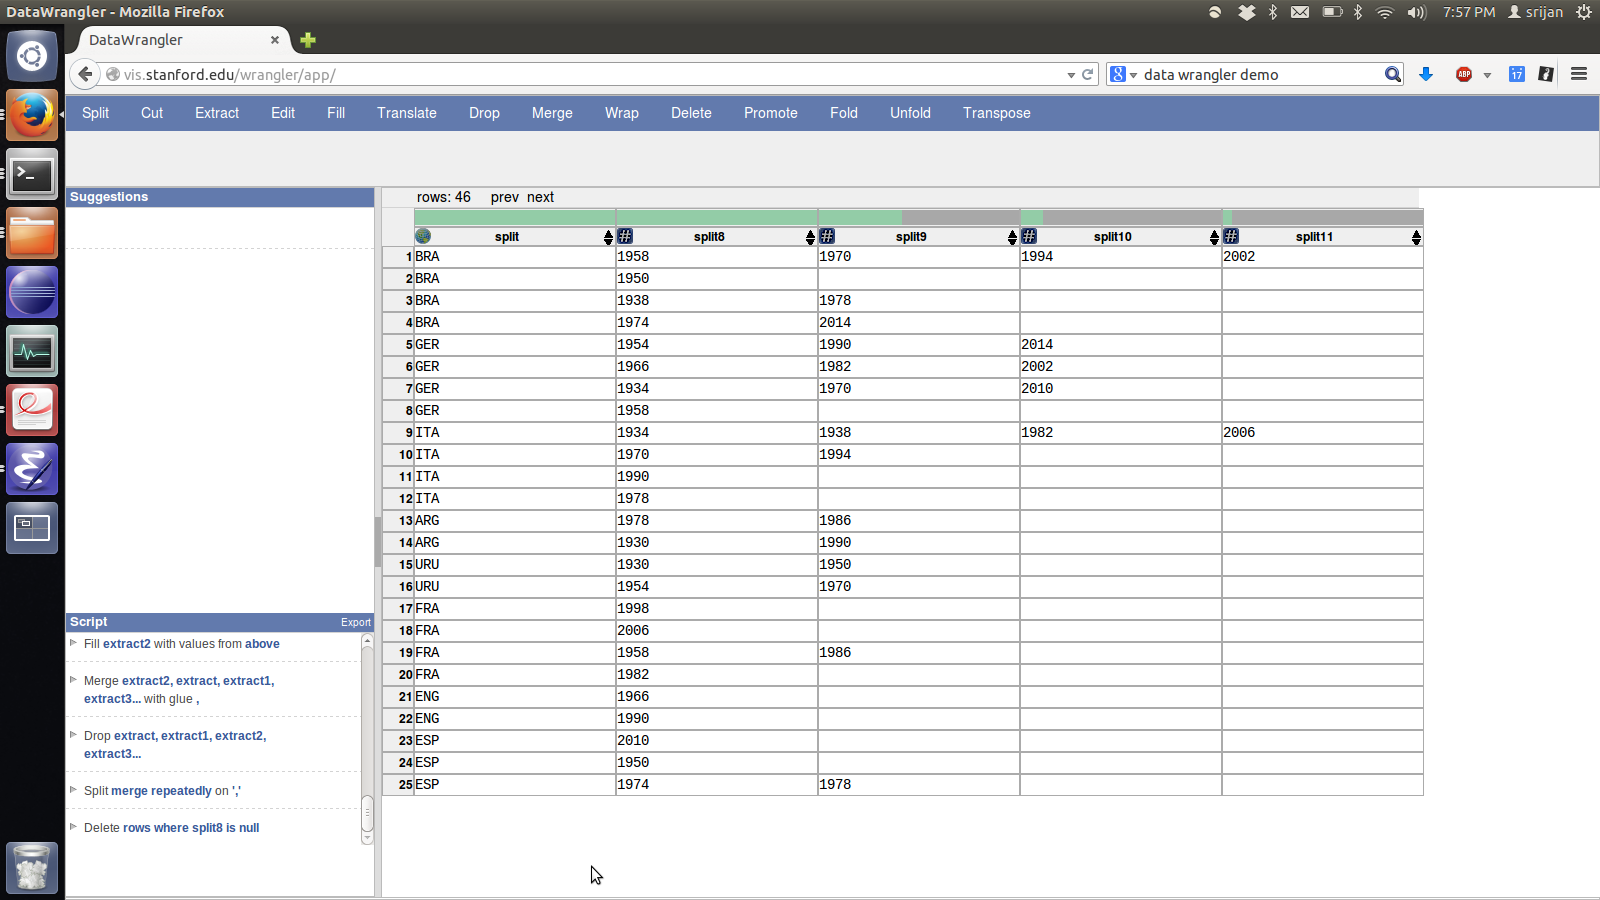 DataWrangler - Mozilla Firefox
7:57 PM srijan
DataWrangler
vis.stanford.edu/wrangler/app/
data wrangler demo
ABP
17
Split Cut Extract Edit Fill Translate Drop Merge Wrap Delete Promote Fold Unfold Transpose
Suggestions
rows: 46 prev next
split split8 split9 split10 split11
1 BRA 1958 1970 1994 2002
2 BRA 1950
3 BRA 1938 1978
4 BRA 1974 2014
5 GER 1954 1990 2014
6 GER 1966 1982 2002
7 GER 1934 1970 2010
8 GER 1958
9 ITA 1934 1938 1982 2006
10 ITA 1970 1994
11 ITA 1990
12 ITA 1978
13 ARG 1978 1986
14 ARG 1930 1990
15 URU 1930 1950
16 URU 1954 1970
17 FRA 1998
18 FRA 2006
19 FRA 1958 1986
20 FRA 1982
21 ENG 1966
22 ENG 1990
23 ESP 2010
24 ESP 1950
25 ESP 1974 1978
Script Export
Fill extract2 with values from above
Merge extract2, extract, extract1,
extract3... with glue ,
Drop extract, extract1, extract2,
extract3...
Split merge repeatedly on ','
Delete rows where split8 is null